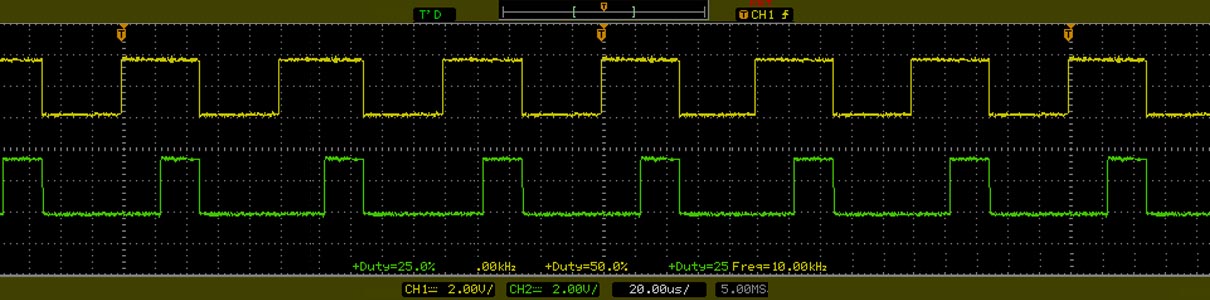 T'D T CH1
T T T
+Duty=25.0% .00kHz +Duty=50.0% +Duty=25 Freq=10.00kHz
CH1 2.00V/ CH2 2.00V/ 20.00us/ 5.00MS